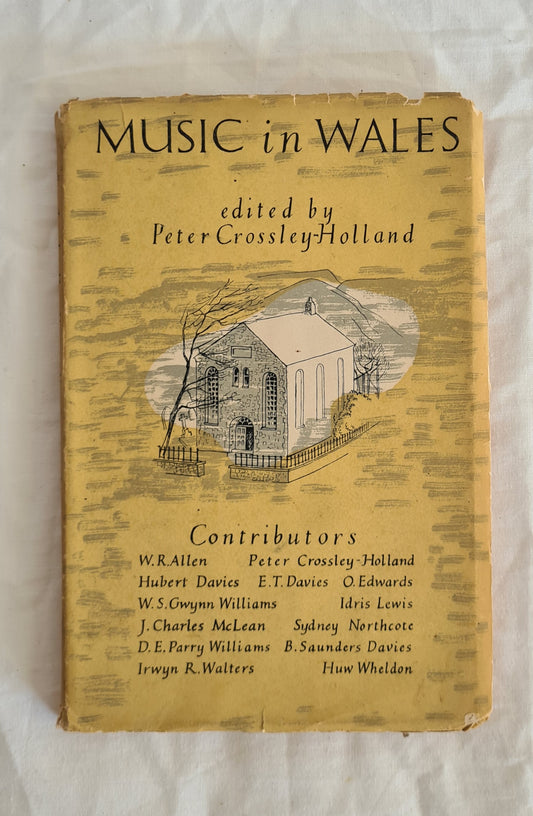 MUSIC in WALES
edited by
Peter Crossley-Holland
Contributors
W.R.Allen Peter Crossley-Holland
Hubert Davies E.T.Davies O.Edwards
W.S.Gwynn Williams Idris Lewis
J.Charles McLean Sydney Northcote
D.E.Parry Williams B.Saunders Davies
Irwyn R.Walters Huw Wheldon